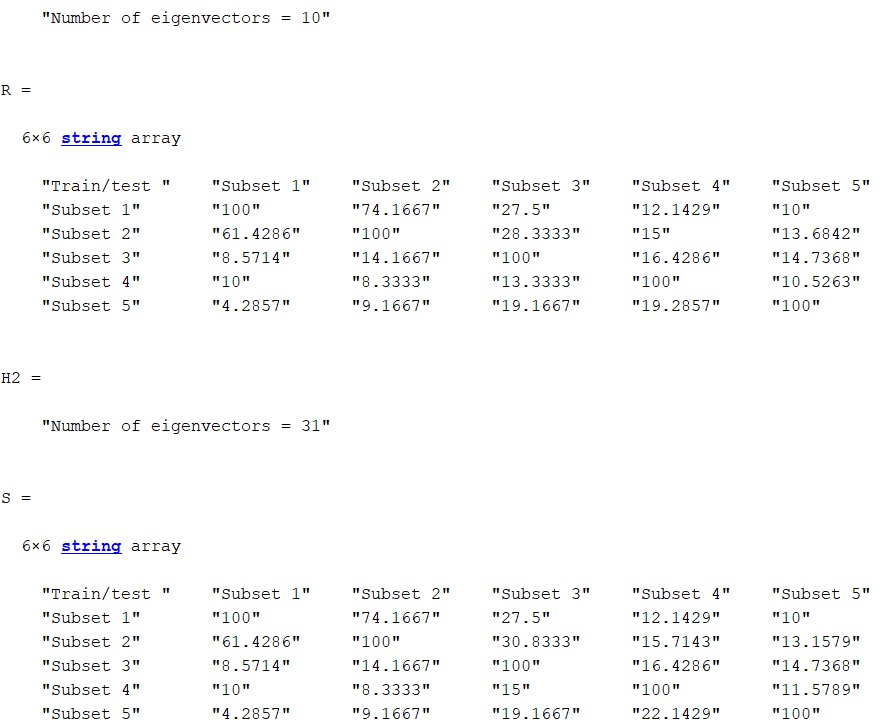 "Number of eigenvectors = 10"
R =
6×6 string array
"Train/test " "Subset 1" "Subset 2" "Subset 3" "Subset 4" "Subset 5"
"Subset 1" "100" "74.1667" "27.5" "12.1429" "10"
"Subset 2" "61.4286" "100" "28.3333" "15" "13.6842"
"Subset 3" "8.5714" "14.1667" "100" "16.4286" "14.7368"
"Subset 4" "10" "8.3333" "13.3333" "100" "10.5263"
"Subset 5" "4.2857" "9.1667" "19.1667" "19.2857" "100"
H2 =
"Number of eigenvectors = 31"
S =
6×6 string array
"Train/test " "Subset 1" "Subset 2" "Subset 3" "Subset 4" "Subset 5"
"Subset 1" "100" "74.1667" "27.5" "12.1429" "10"
"Subset 2" "61.4286" "100" "30.8333" "15.7143" "13.1579"
"Subset 3" "8.5714" "14.1667" "100" "16.4286" "14.7368"
"Subset 4" "10" "8.3333" "15" "100" "11.5789"
"Subset 5" "4.2857" "9.1667" "19.1667" "22.1429" "100"